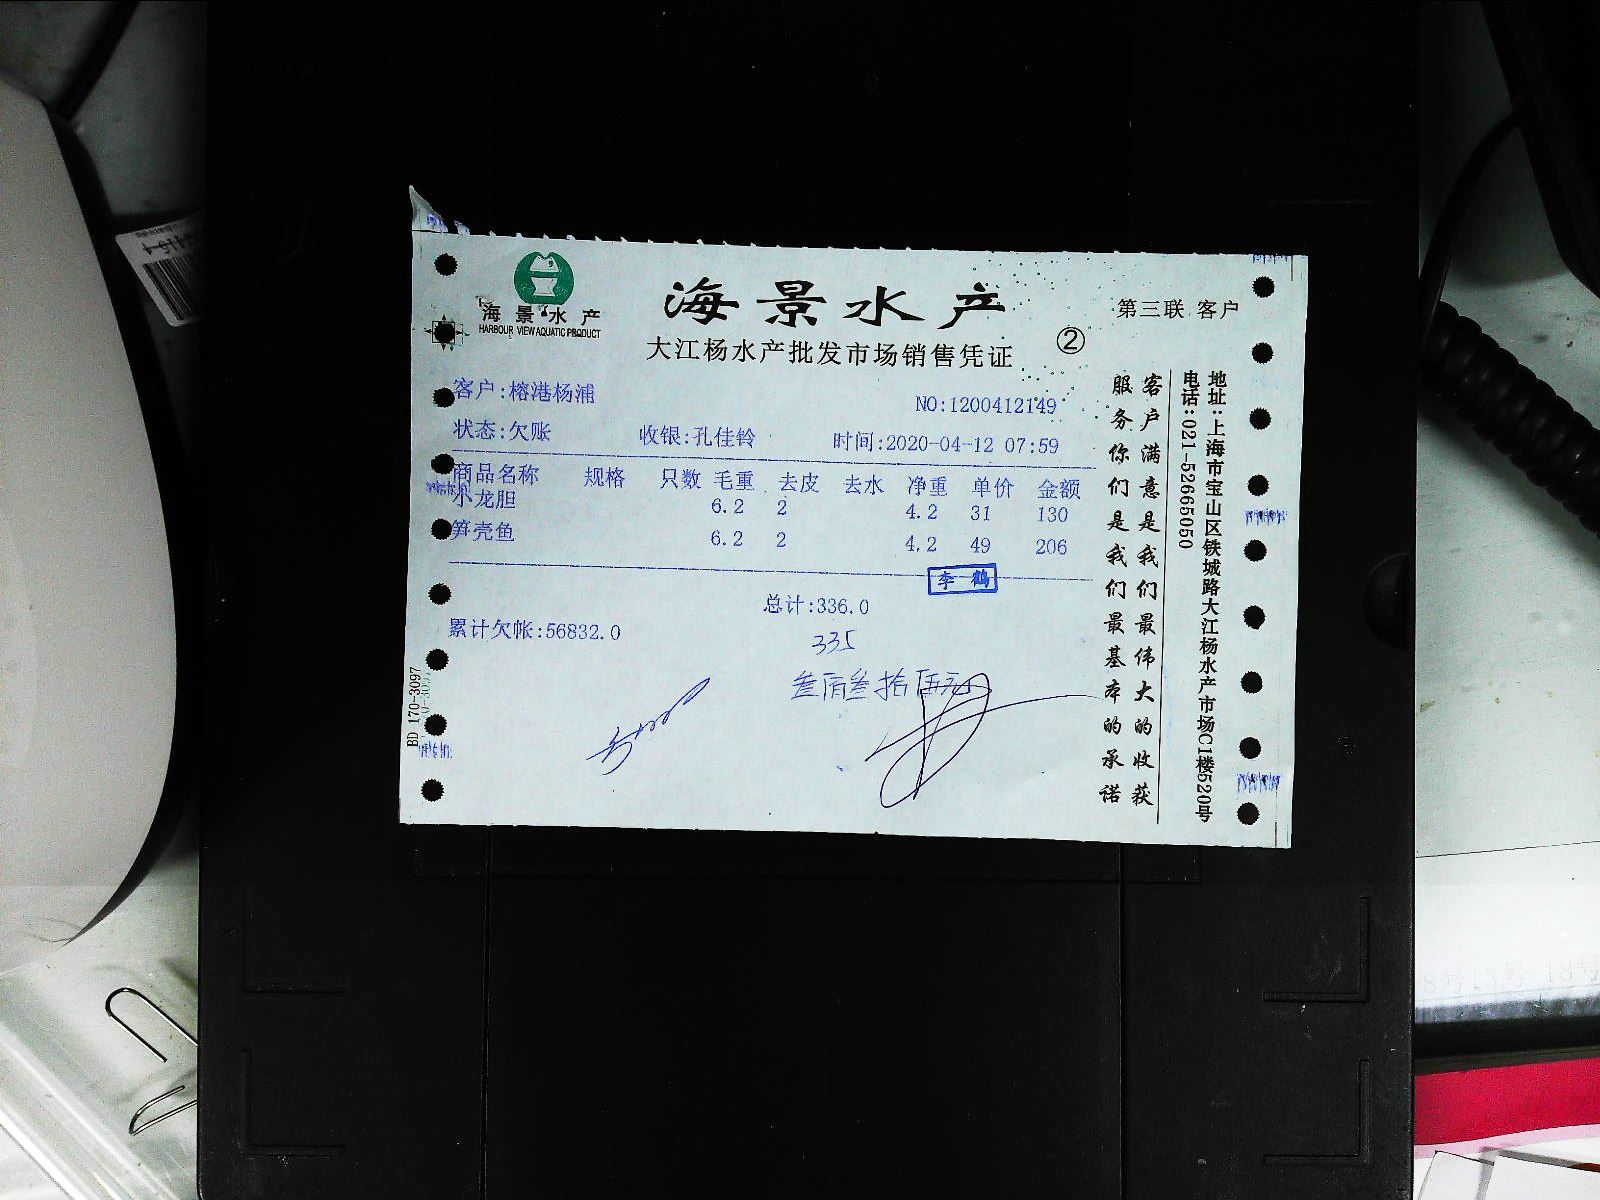 海景水产
HARBOUR VIEW AQUATIC PRODUCT
海景水产
大江杨水产批发市场销售凭证
②
第三联 客户
客户:榕港杨浦
NO:1200412149
状态:欠账 收银:孔佳铃 时间:2020-04-12 07:59
商品名称 规格 只数 毛重 去皮 去水 净重 单价 金额
小龙胆 6.2 2 4.2 31 130
笋壳鱼 6.2 2 4.2 49 206
李鹤
总计:336.0
累计欠帐:56832.0
335
叁佰叁拾伍元
客户满意是我们最伟大的收获
服务你们是我们最基本的承诺
地址:上海市宝山区铁城路大江杨水产市场C1楼520号
电话:021-52665050
BD 170-3097